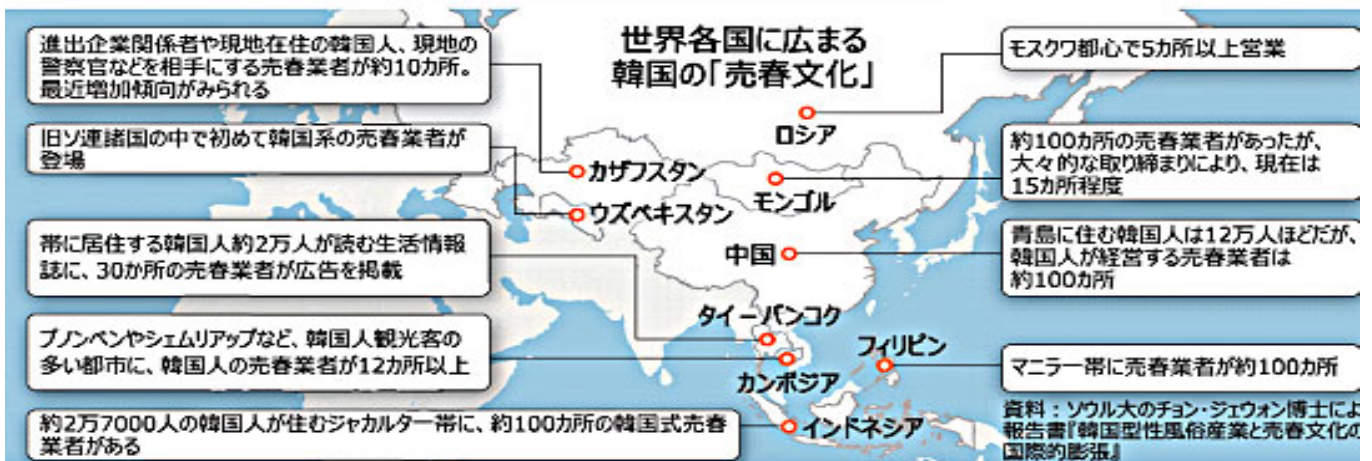 世界各国に広まる
韓国の「売春文化」
進出企業関係者や現地在住の韓国人、現地の
警察官などを相手にする売春業者が約10カ所。
最近増加傾向がみられる
旧ソ連諸国の中で初めて韓国系の売春業者が
登場
帯に居住する韓国人約2万人が読む生活情報
誌に、30か所の売春業者が広告を掲載
プノンペンやシェムリアップなど、韓国人観光客の
多い都市に、韓国人の売春業者が12カ所以上
約2万7000人の韓国人が住むジャカルタ一帯に、約100カ所の韓国式売春
業者がある
ロシア
カザフスタン
モンゴル
ウズベキスタン
中国
タイーバンコク
フィリピン
カンボジア
インドネシア
モスクワ都心で5カ所以上営業
約100カ所の売春業者があったが、
大々的な取り締まりにより、現在は
15カ所程度
青島に住む韓国人は12万人ほどだが、
韓国人が経営する売春業者は
約100カ所
マニラ一帯に売春業者が約100カ所
資料：ソウル大のチョン・ジェウォン博士によ
報告書『韓国型性風俗産業と売春文化の
国際的膨張』